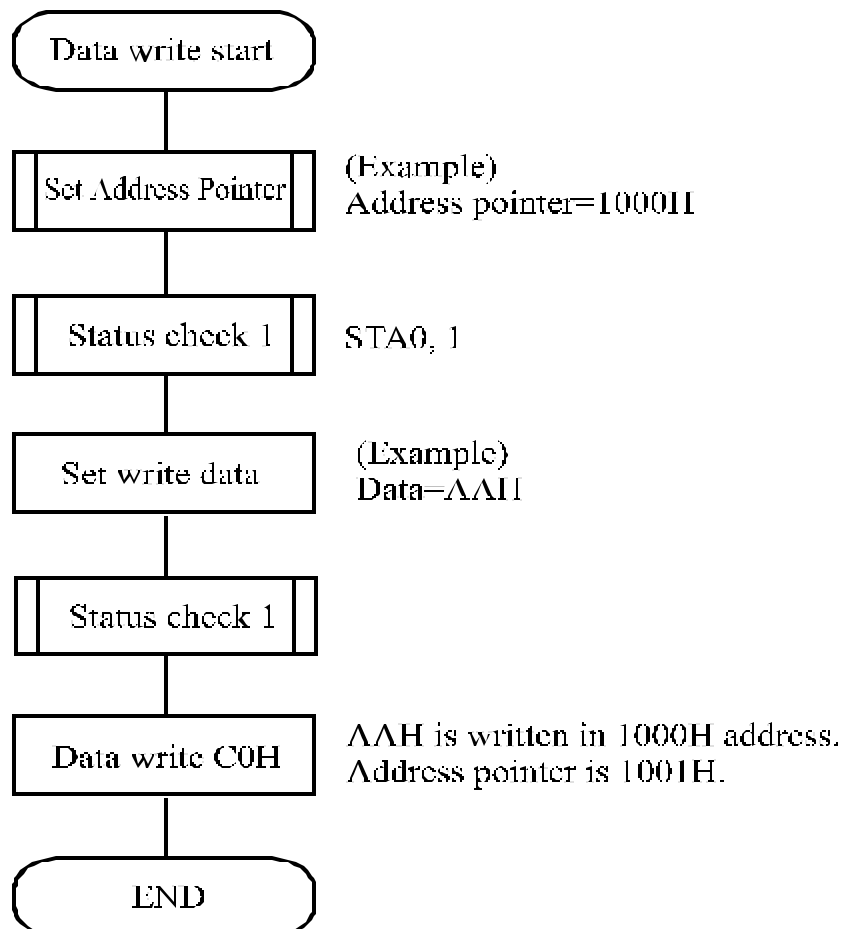 Data write start
Set Address Pointer
(Example)
Address pointer=1000H
Status check 1
STA0, 1
Set write data
(Example)
Data=AAH
Status check 1
Data write C0H
AAH is written in 1000H address.
Address pointer is 1001H.
END